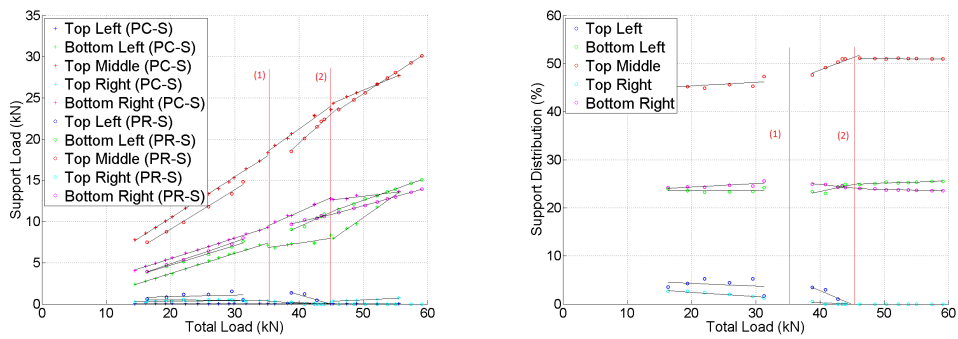 35
30
25
20
15
10
5
0
Support Load (kN)
Top Left (PC-S)
Bottom Left (PC-S)
Top Middle (PC-S)
Top Right (PC-S)
Bottom Right (PC-S)
Top Left (PR-S)
Bottom Left (PR-S)
Top Middle (PR-S)
Top Right (PR-S)
Bottom Right (PR-S)
(1)
(2)
0 10 20 30 40 50 60
Total Load (kN)
60
50
40
30
20
10
0
Support Distribution (%)
Top Left
Bottom Left
Top Middle
Top Right
Bottom Right
(1)
(2)
0 10 20 30 40 50 60
Total Load (kN)